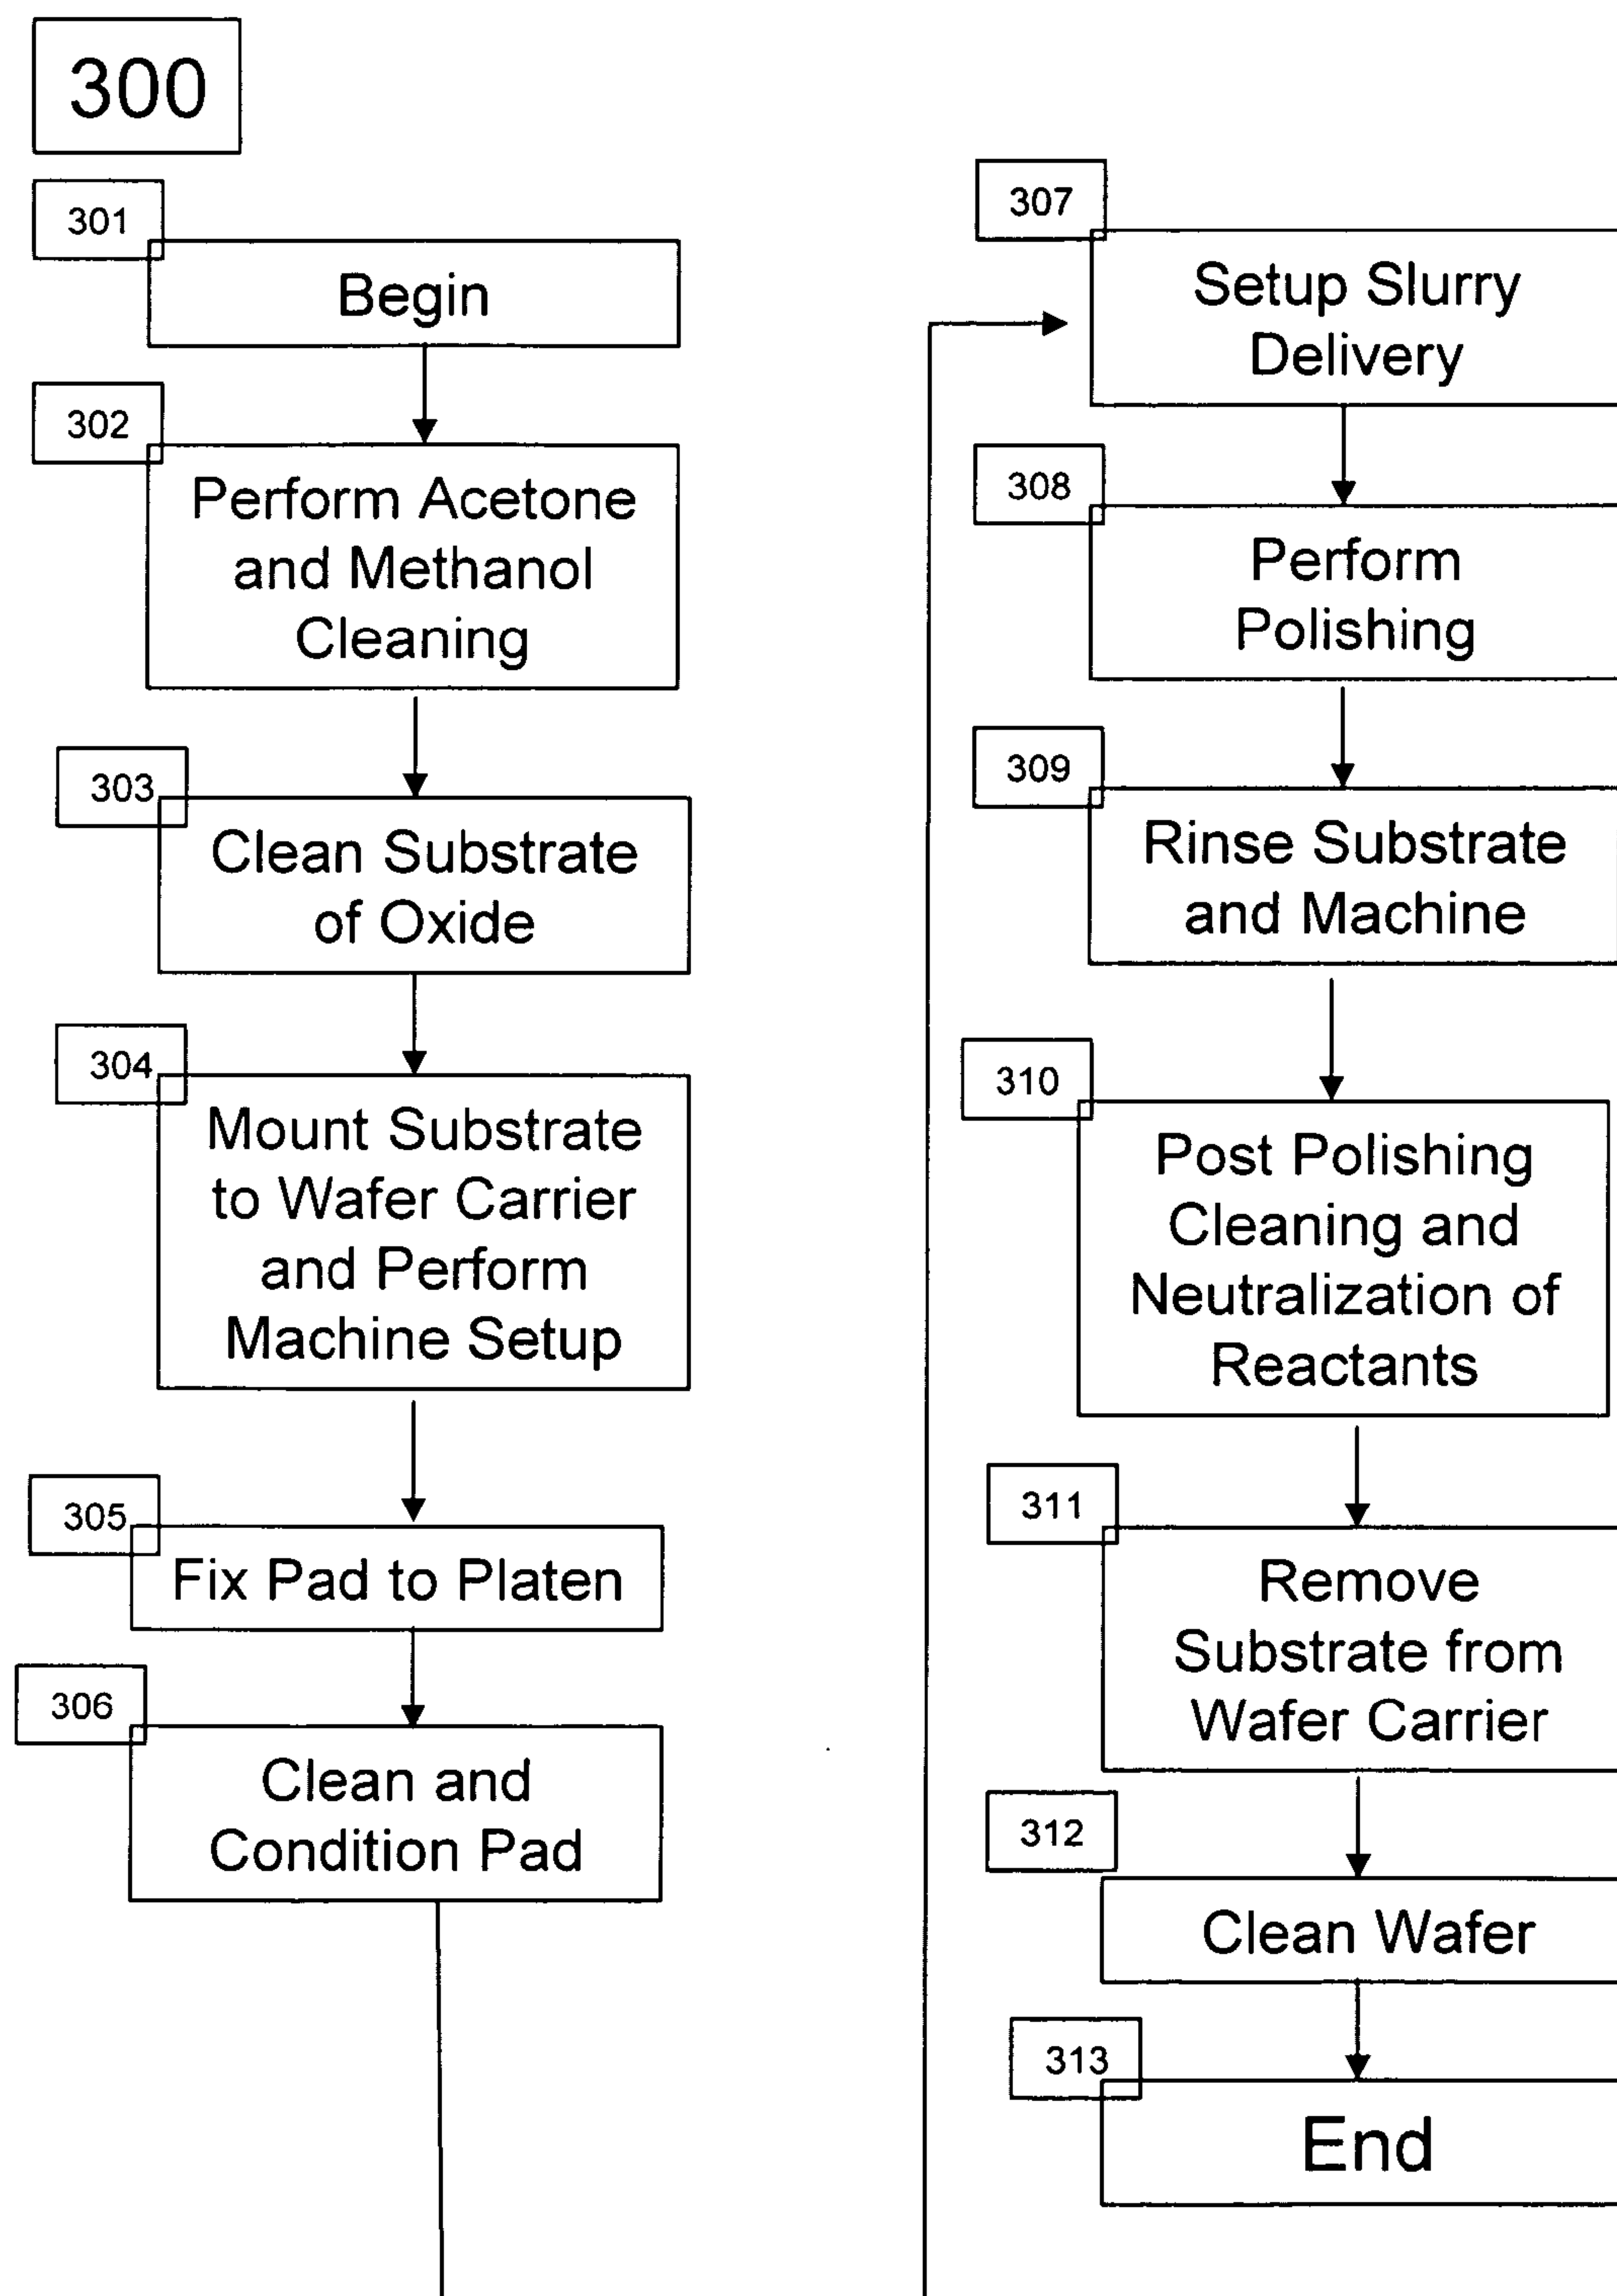 300
301
Begin
302
Perform Acetone
and Methanol
Cleaning
303
Clean Substrate
of Oxide
304
Mount Substrate
to Wafer Carrier
and Perform
Machine Setup
305
Fix Pad to Platen
306
Clean and
Condition Pad
307
Setup Slurry
Delivery
308
Perform
Polishing
309
Rinse Substrate
and Machine
310
Post Polishing
Cleaning and
Neutralization of
Reactants
311
Remove
Substrate from
Wafer Carrier
312
Clean Wafer
313
End